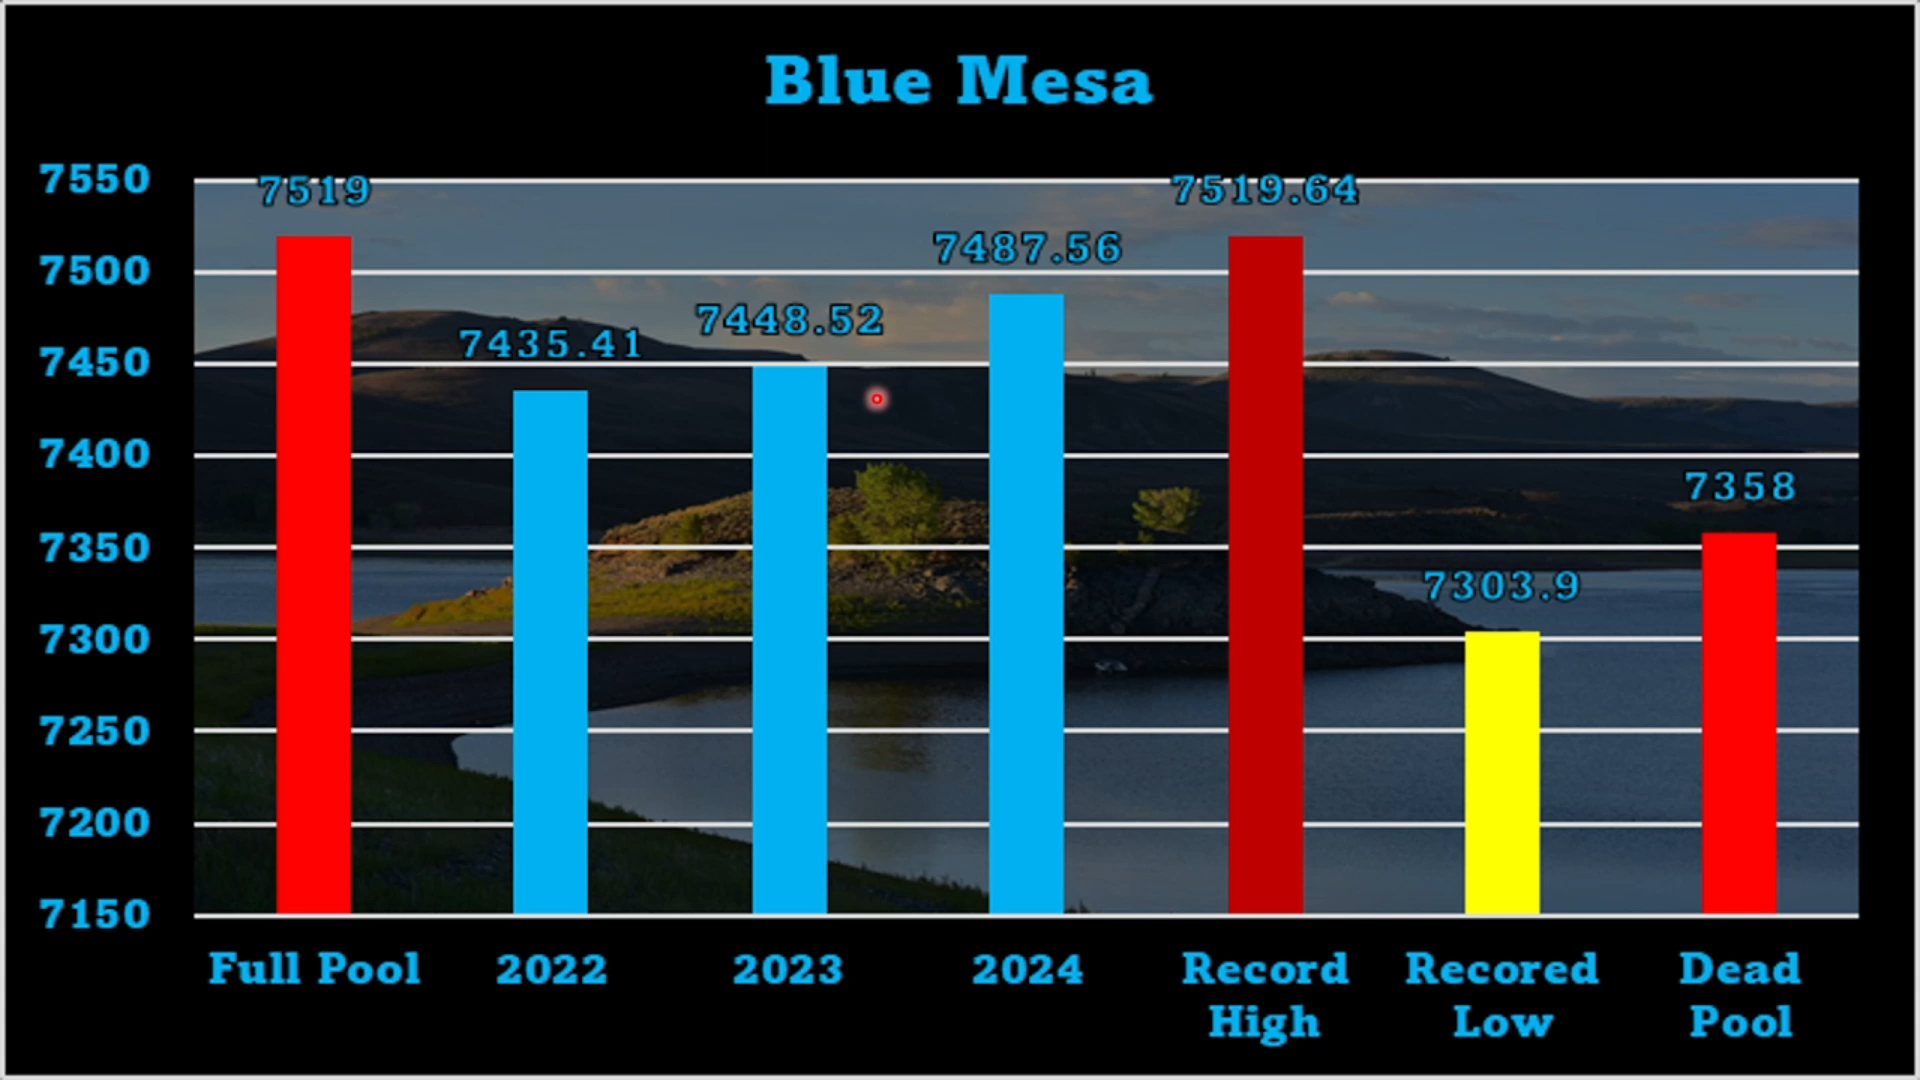 Blue Mesa
7550
7500
7450
7400
7350
7300
7250
7200
7150
7519
7435.41
7448.52
7487.56
7519.64
7303.9
7358
Full Pool
2022
2023
2024
Record
High
Recored
Low
Dead
Pool